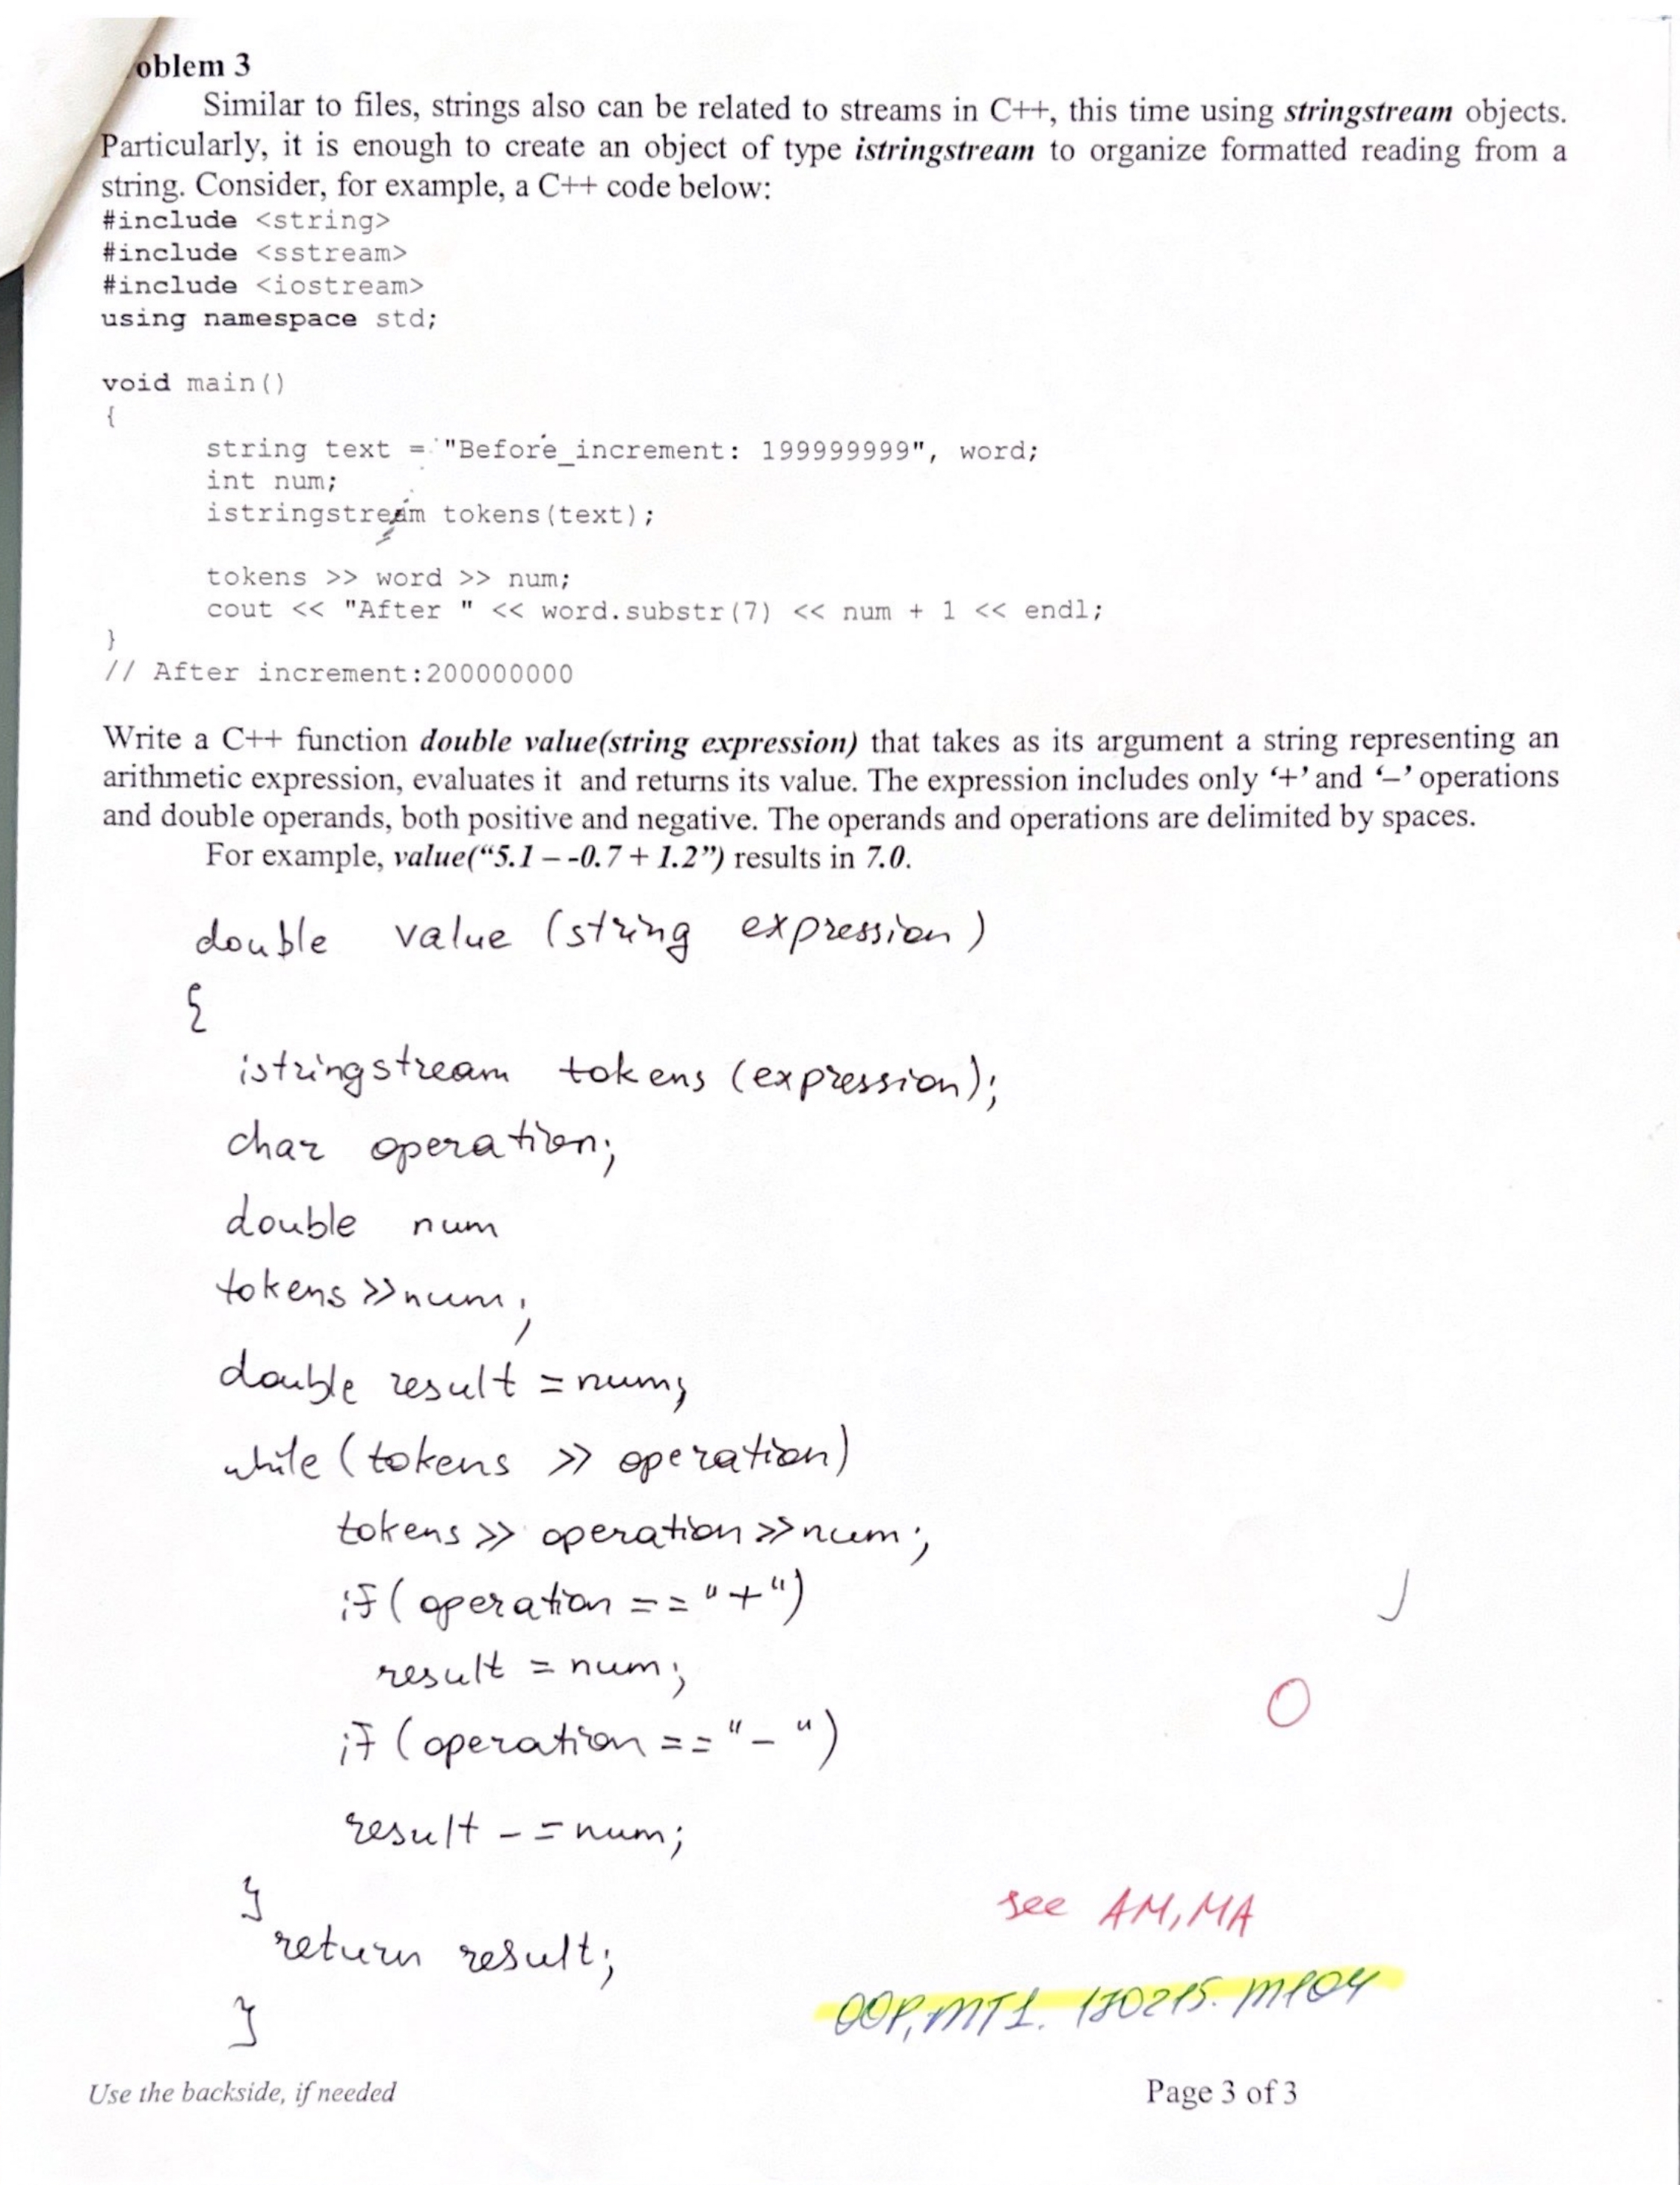 oblem 3
Similar to files, strings also can be related to streams in C++, this time using stringstream objects.
Particularly, it is enough to create an object of type istringstream to organize formatted reading from a
string. Consider, for example, a C++ code below:
#include <string>
#include <sstream>
#include <iostream>
using namespace std;
void main()
{
string text = "Before_increment: 199999999", word;
int num;
istringstream tokens(text);
tokens >> word >> num;
cout << "After " << word.substr(7) << num + 1 << endl;
}
// After increment:200000000
Write a C++ function double value(string expression) that takes as its argument a string representing an
arithmetic expression, evaluates it and returns its value. The expression includes only ‘+’ and ‘–’ operations
and double operands, both positive and negative. The operands and operations are delimited by spaces.
For example, value(“5.1 – -0.7 + 1.2”) results in 7.0.
double value (string expression)
{
istringstream tokens (expression);
char operation;
double num
tokens >> num;
double result = num;
while (tokens >> operation)
tokens >> operation >> num;
if (operation == "+")
result = num;
if (operation == "-")
result -= num;
}
return result;
}
0
see AM, MA
OOP, MT1. 170215. M104
Use the backside, if needed
Page 3 of 3